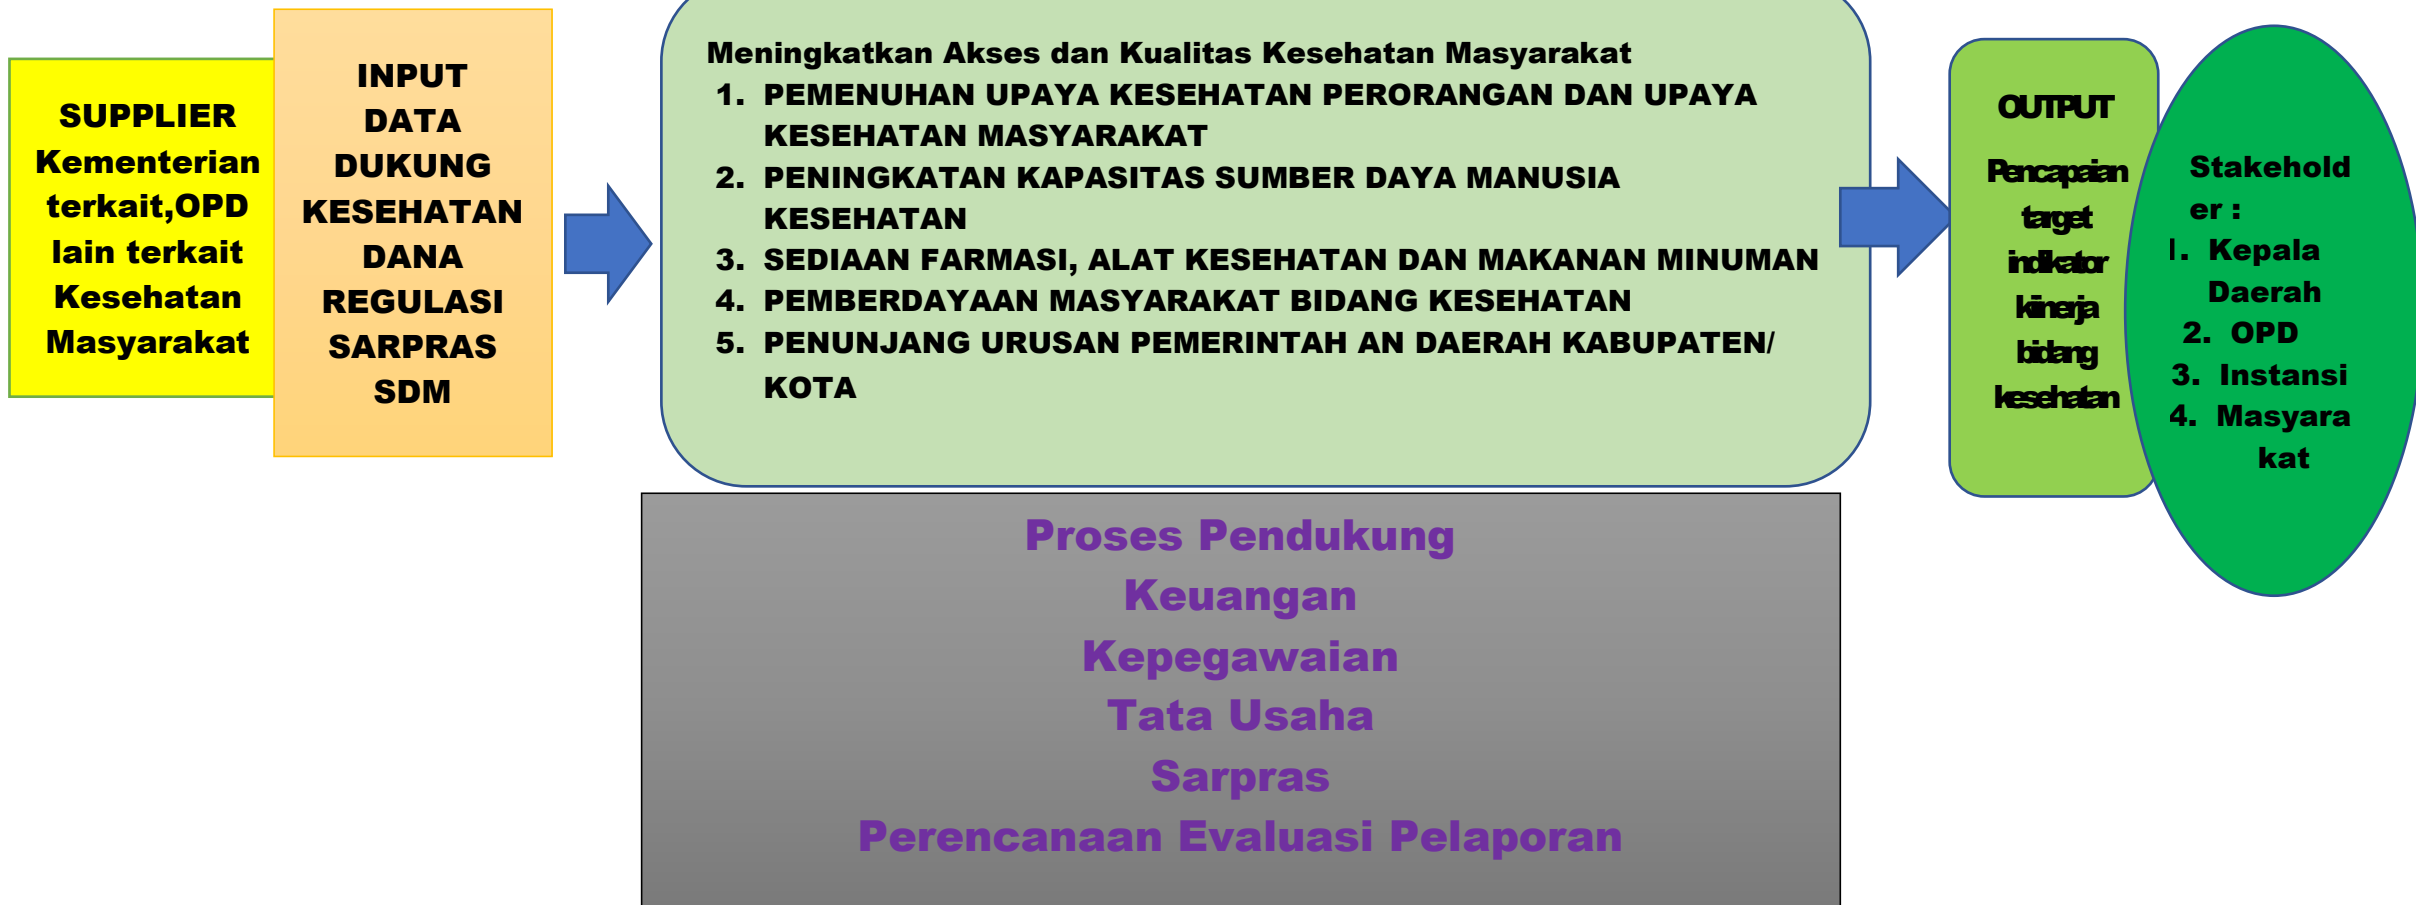 SUPPLIER
Kementerian
terkait,OPD
lain terkait
Kesehatan
Masyarakat
INPUT
DATA
DUKUNG
KESEHATAN
DANA
REGULASI
SARPRAS
SDM
Meningkatkan Akses dan Kualitas Kesehatan Masyarakat
1. PEMENUHAN UPAYA KESEHATAN PERORANGAN DAN UPAYA
KESEHATAN MASYARAKAT
2. PENINGKATAN KAPASITAS SUMBER DAYA MANUSIA
KESEHATAN
3. SEDIAAN FARMASI, ALAT KESEHATAN DAN MAKANAN MINUMAN
4. PEMBERDAYAAN MASYARAKAT BIDANG KESEHATAN
5. PENUNJANG URUSAN PEMERINTAH AN DAERAH KABUPATEN/
KOTA
OUTPUT
Pencapaian
target
indikator
kinerja
bidang
kesehatan
Stakehold
er :
1. Kepala
Daerah
2. OPD
3. Instansi
4. Masyara
kat
Proses Pendukung
Keuangan
Kepegawaian
Tata Usaha
Sarpras
Perencanaan Evaluasi Pelaporan